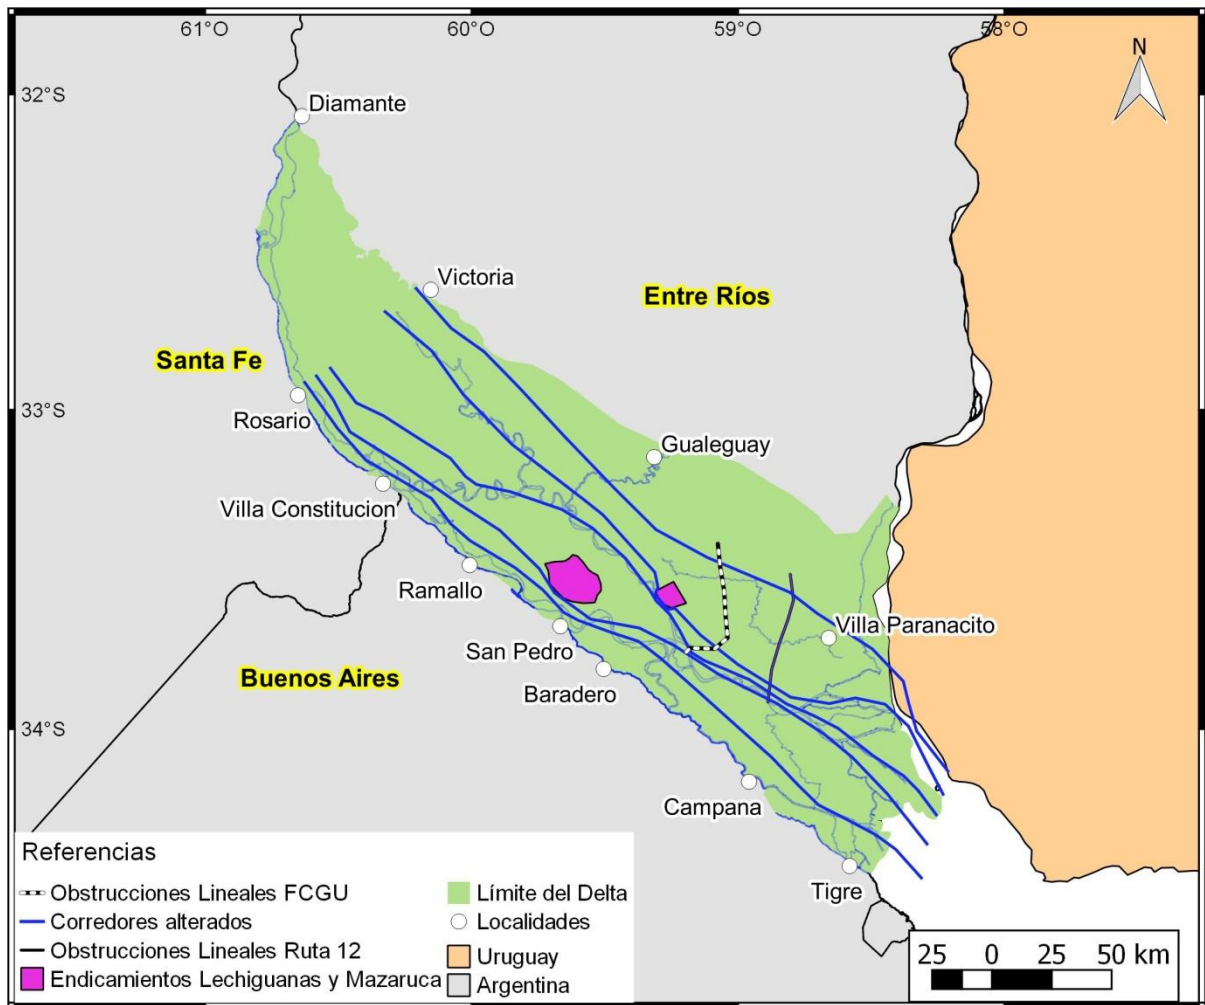 61°O 60°O 59°O 58°O
N
32°S
Diamante
Victoria
Entre Ríos
Santa Fe
33°S
Rosario
Gualeguay
Villa Constitucion
Ramallo
Villa Paranacito
San Pedro
Buenos Aires
Baradero
34°S
Campana
Tigre
Referencias
Obstrucciones Lineales FCGU
Corredores alterados
Obstrucciones Lineales Ruta 12
Endicamientos Lechiguanas y Mazaruca
Límite del Delta
Localidades
Uruguay
Argentina
25 0 25 50 km